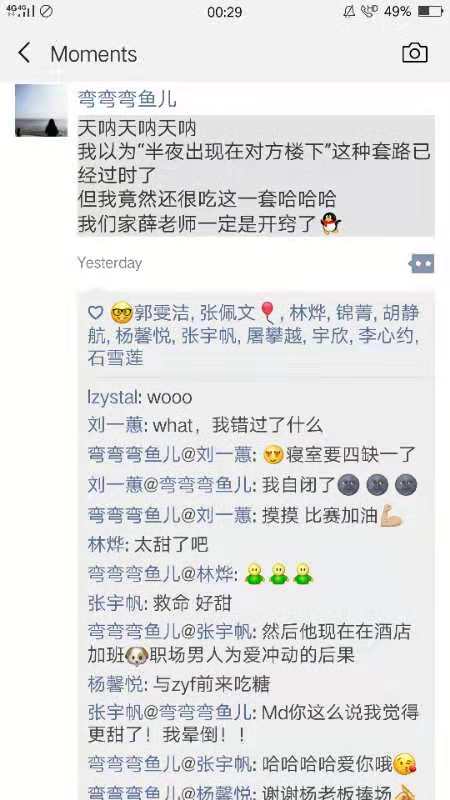 4G 4G
00:29
49%
Moments
弯弯弯鱼儿
天呐天呐天呐
我以为“半夜出现在对方楼下”这种套路已
经过时了
但我竟然还很吃这一套哈哈哈
我们家薛老师一定是开窍了🐧
Yesterday
🤓郭雯洁, 张佩文🎈, 林烨, 锦菁, 胡静
航, 杨馨悦, 张宇帆, 屠攀越, 宇欣, 李心约,
石雪莲
lzystal: wooo
刘一蕙: what，我错过了什么
弯弯弯鱼儿@刘一蕙: 😍寝室要四缺一了
刘一蕙@弯弯弯鱼儿: 我自闭了🌚🌚🌚
弯弯弯鱼儿@刘一蕙: 摸摸 比赛加油💪🏼
林烨: 太甜了吧
弯弯弯鱼儿@林烨:
张宇帆: 救命 好甜
弯弯弯鱼儿@张宇帆: 然后他现在在酒店
加班🐶职场男人为爱冲动的后果
杨馨悦: 与zyf前来吃糖
张宇帆@弯弯弯鱼儿: Md你这么说我觉得
更甜了！我晕倒！！
弯弯弯鱼儿@张宇帆: 哈哈哈哈爱你哦😘
弯弯弯鱼儿@杨馨悦: 谢谢杨老板捧场👌